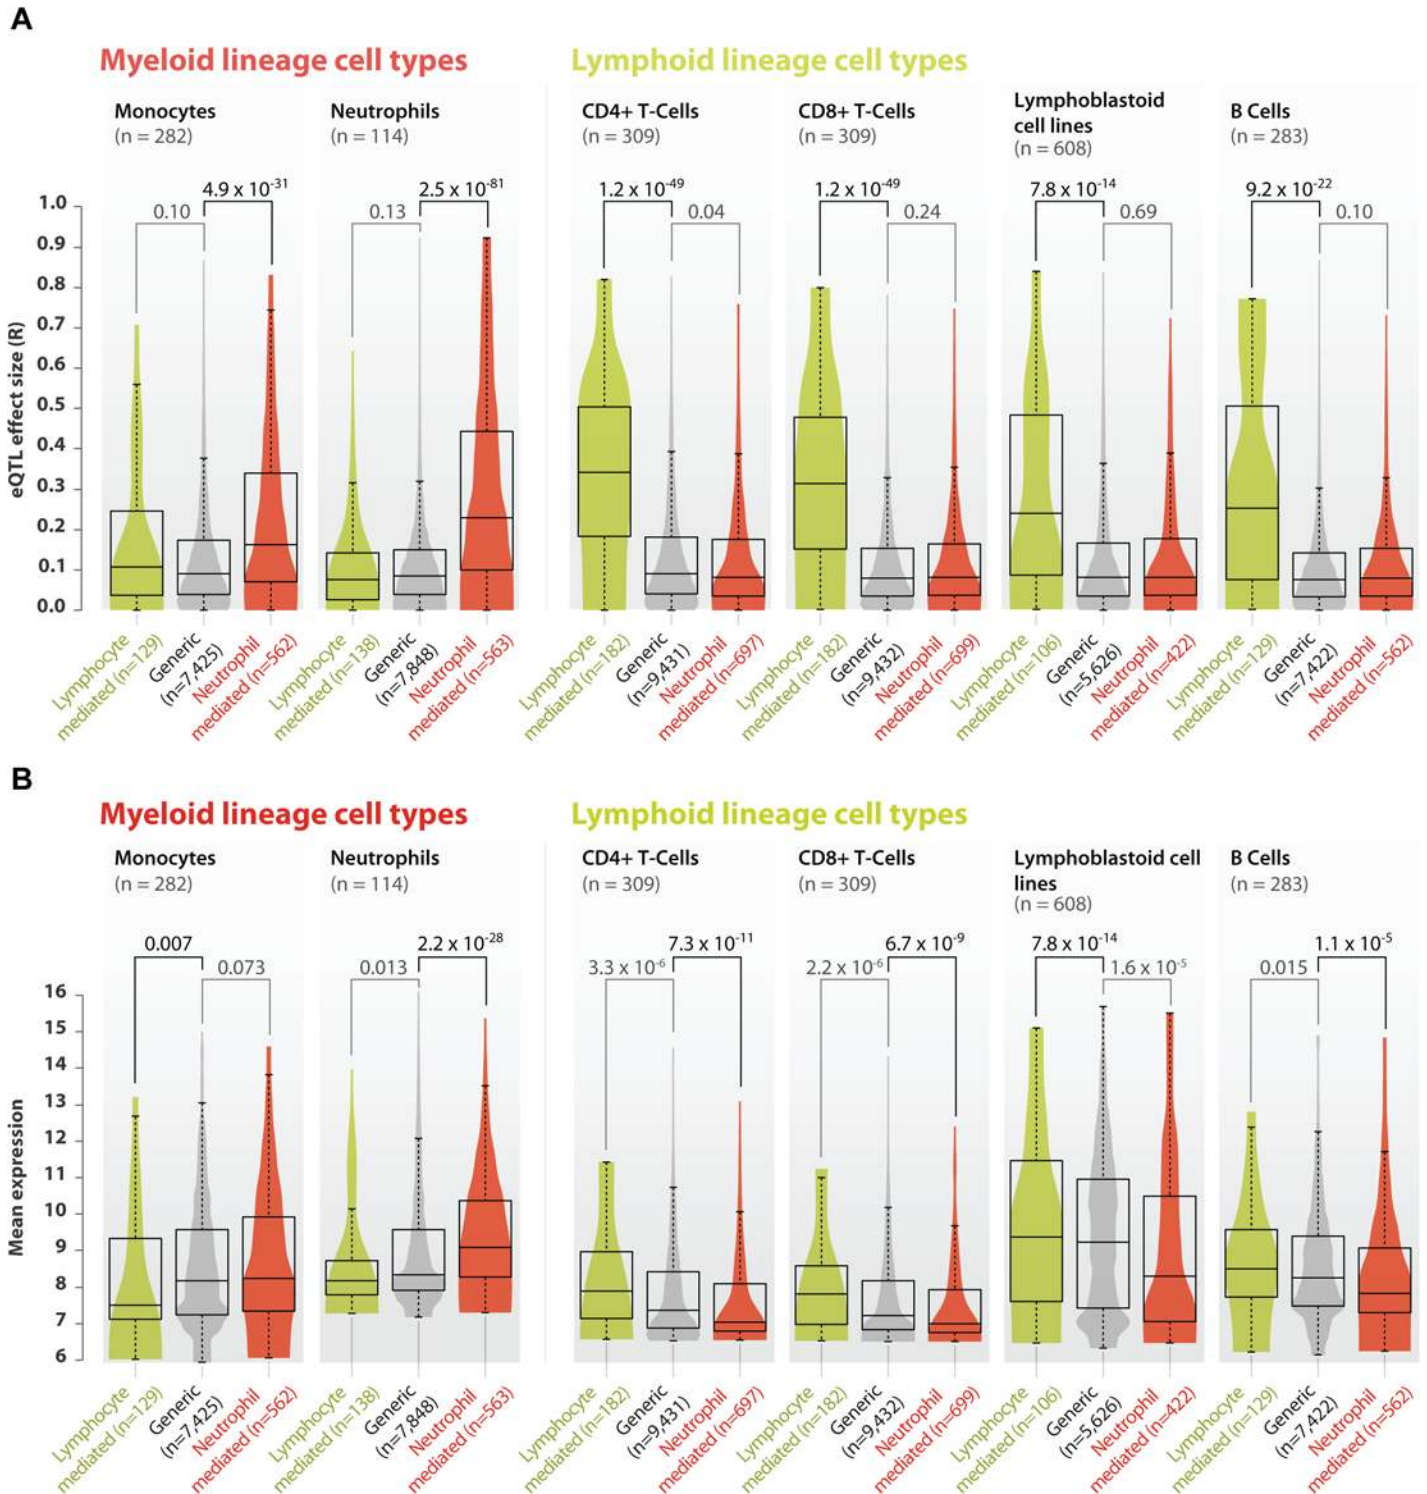 A
Myeloid lineage cell types
Lymphoid lineage cell types
Monocytes
(n = 282)
Neutrophils
(n = 114)
CD4+ T-Cells
(n = 309)
CD8+ T-Cells
(n = 309)
Lymphoblastoid
cell lines
(n = 608)
B Cells
(n = 283)
4.9 x 10⁻³¹
0.10
2.5 x 10⁻⁸¹
0.13
1.2 x 10⁻⁴⁹
0.04
1.2 x 10⁻⁴⁹
0.24
7.8 x 10⁻¹⁴
0.69
9.2 x 10⁻²²
0.10
eQTL effect size (R)
1.0
0.9
0.8
0.7
0.6
0.5
0.4
0.3
0.2
0.1
0.0
Lymphocyte
mediated (n=129)
Generic
(n=7,425)
Neutrophil
mediated (n=562)
Lymphocyte
mediated (n=138)
Generic
(n=7,848)
Neutrophil
mediated (n=563)
Lymphocyte
mediated (n=182)
Generic
(n=9,431)
Neutrophil
mediated (n=697)
Lymphocyte
mediated (n=182)
Generic
(n=9,432)
Neutrophil
mediated (n=699)
Lymphocyte
mediated (n=106)
Generic
(n=5,626)
Neutrophil
mediated (n=422)
Lymphocyte
mediated (n=129)
Generic
(n=7,422)
Neutrophil
mediated (n=562)
B
Myeloid lineage cell types
Lymphoid lineage cell types
Monocytes
(n = 282)
Neutrophils
(n = 114)
CD4+ T-Cells
(n = 309)
CD8+ T-Cells
(n = 309)
Lymphoblastoid cell
lines
(n = 608)
B Cells
(n = 283)
0.007
0.073
2.2 x 10⁻²⁸
0.013
7.3 x 10⁻¹¹
3.3 x 10⁻⁶
6.7 x 10⁻⁹
2.2 x 10⁻⁶
7.8 x 10⁻¹⁴
1.6 x 10⁻⁵
1.1 x 10⁻⁵
0.015
Mean expression
16
15
14
13
12
11
10
9
8
7
6
Lymphocyte
mediated (n=129)
Generic
(n=7,425)
Neutrophil
mediated (n=562)
Lymphocyte
mediated (n=138)
Generic
(n=7,848)
Neutrophil
mediated (n=563)
Lymphocyte
mediated (n=182)
Generic
(n=9,431)
Neutrophil
mediated (n=697)
Lymphocyte
mediated (n=182)
Generic
(n=9,432)
Neutrophil
mediated (n=699)
Lymphocyte
mediated (n=106)
Generic
(n=5,626)
Neutrophil
mediated (n=422)
Lymphocyte
mediated (n=129)
Generic
(n=7,422)
Neutrophil
mediated (n=562)